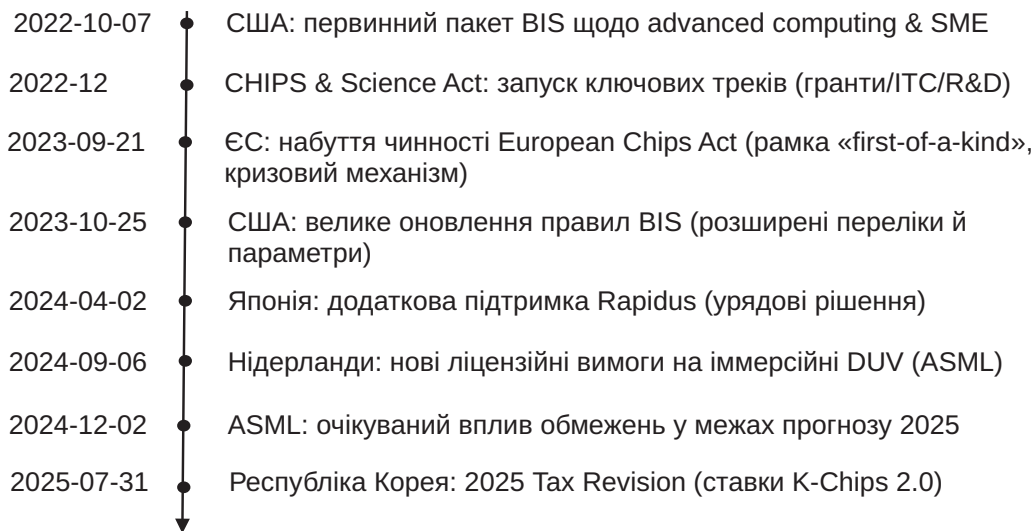 2022-10-07 США: первинний пакет BIS щодо advanced computing & SME
2022-12 CHIPS & Science Act: запуск ключових треків (гранти/ITC/R&D)
2023-09-21 ЄС: набуття чинності European Chips Act (рамка «first-of-a-kind»,
кризовий механізм)
2023-10-25 США: велике оновлення правил BIS (розширені переліки й
параметри)
2024-04-02 Японія: додаткова підтримка Rapidus (урядові рішення)
2024-09-06 Нідерланди: нові ліцензійні вимоги на іммерсійні DUV (ASML)
2024-12-02 ASML: очікуваний вплив обмежень у межах прогнозу 2025
2025-07-31 Республіка Корея: 2025 Tax Revision (ставки K-Chips 2.0)